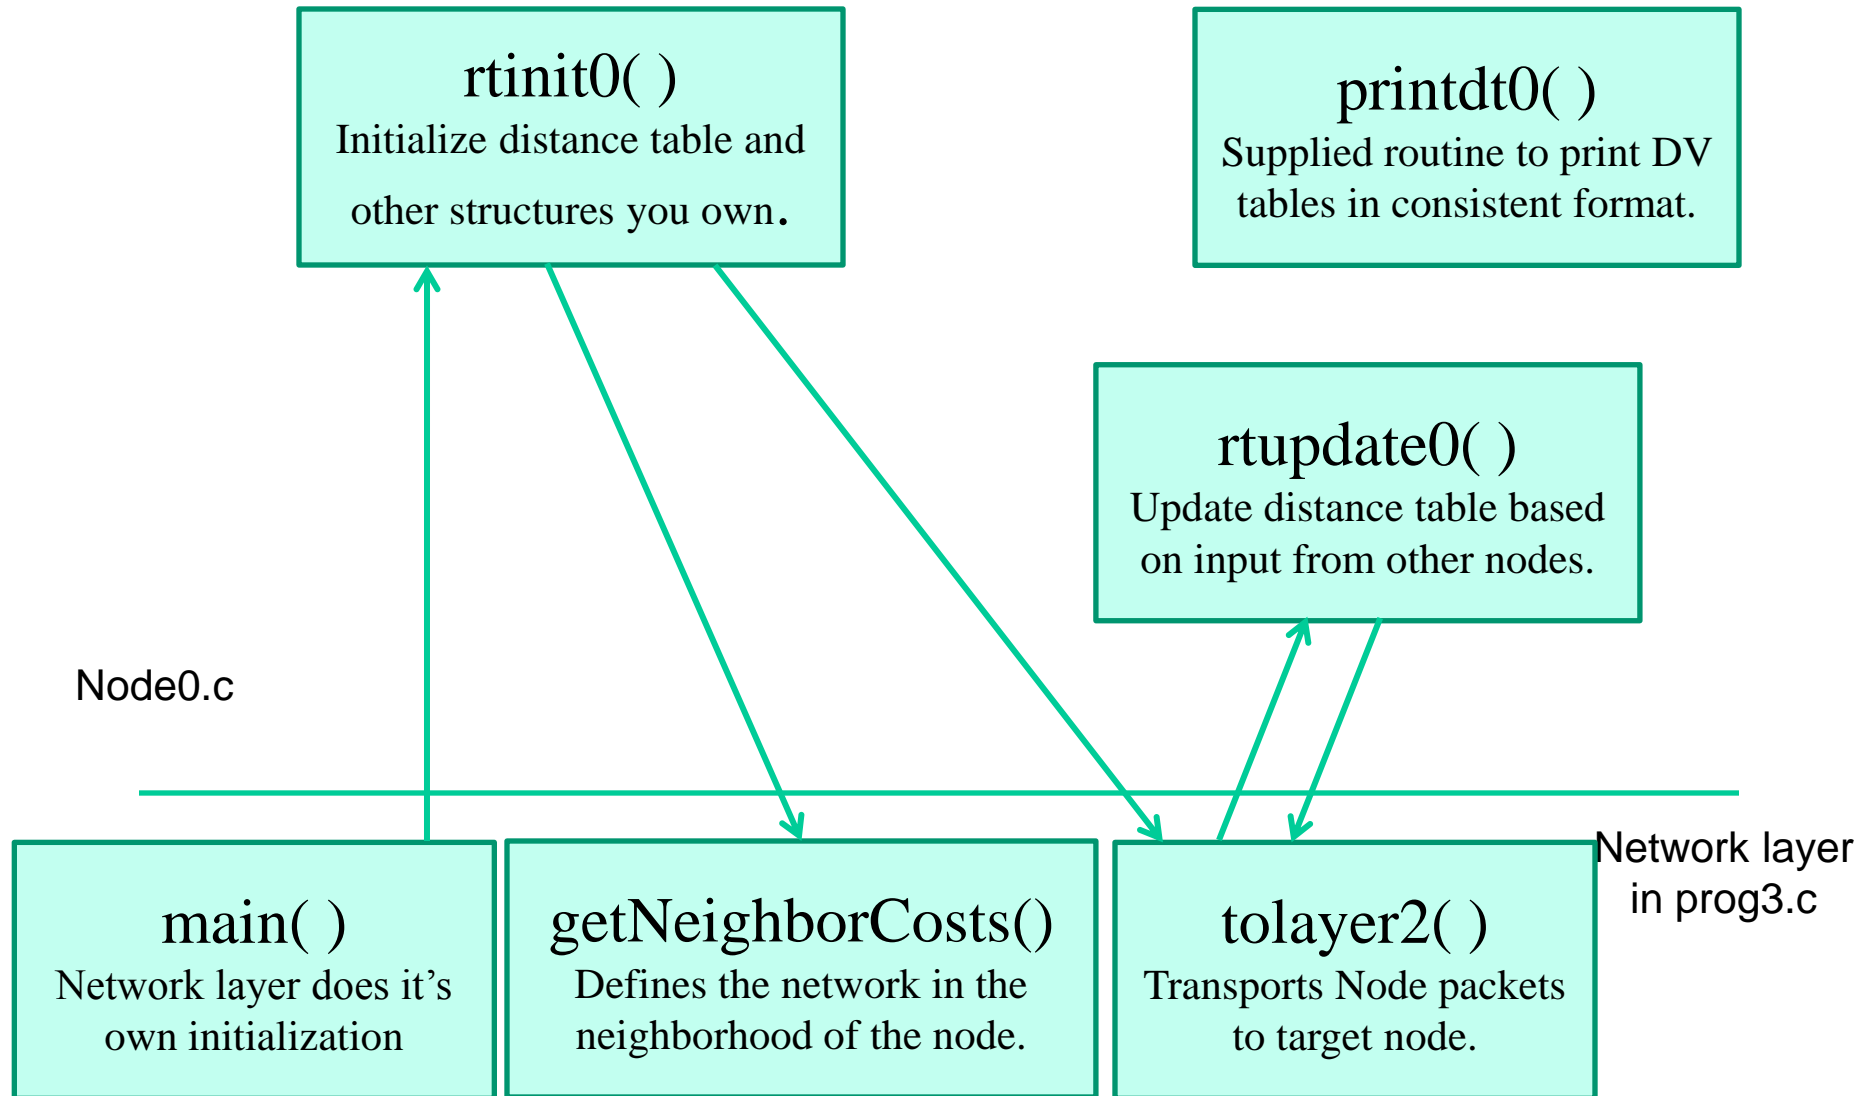 rtinit0( )
Initialize distance table and
other structures you own.
printdt0( )
Supplied routine to print DV
tables in consistent format.
rtupdate0( )
Update distance table based
on input from other nodes.
Node0.c
Network layer
in prog3.c
main( )
Network layer does it’s
own initialization
getNeighborCosts()
Defines the network in the
neighborhood of the node.
tolayer2( )
Transports Node packets
to target node.